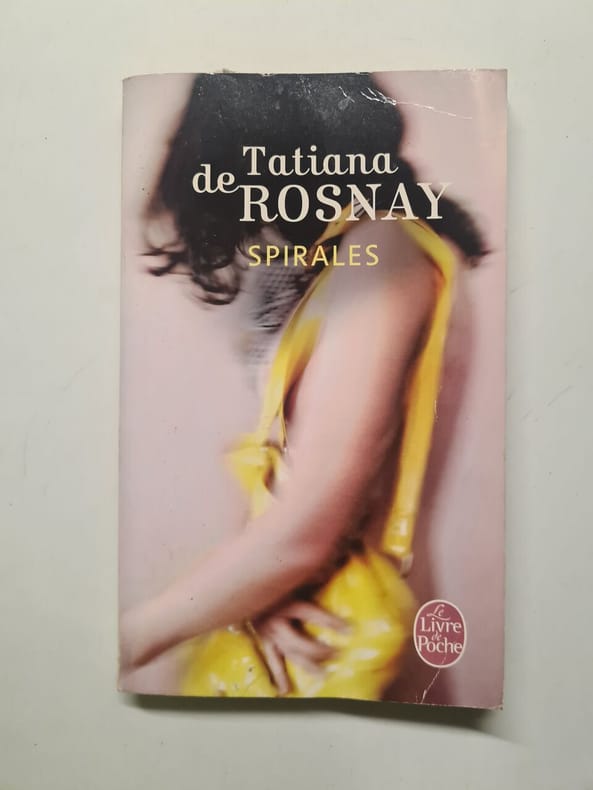 Tatiana
de ROSNAY
SPIRALES
Le
Livre
de
Poche